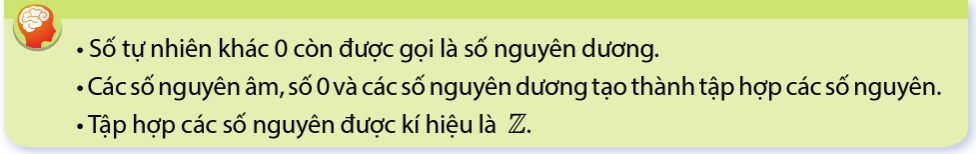 • Số tự nhiên khác 0 còn được gọi là số nguyên dương.
• Các số nguyên âm, số 0 và các số nguyên dương tạo thành tập hợp các số nguyên.
• Tập hợp các số nguyên được kí hiệu là ℤ.